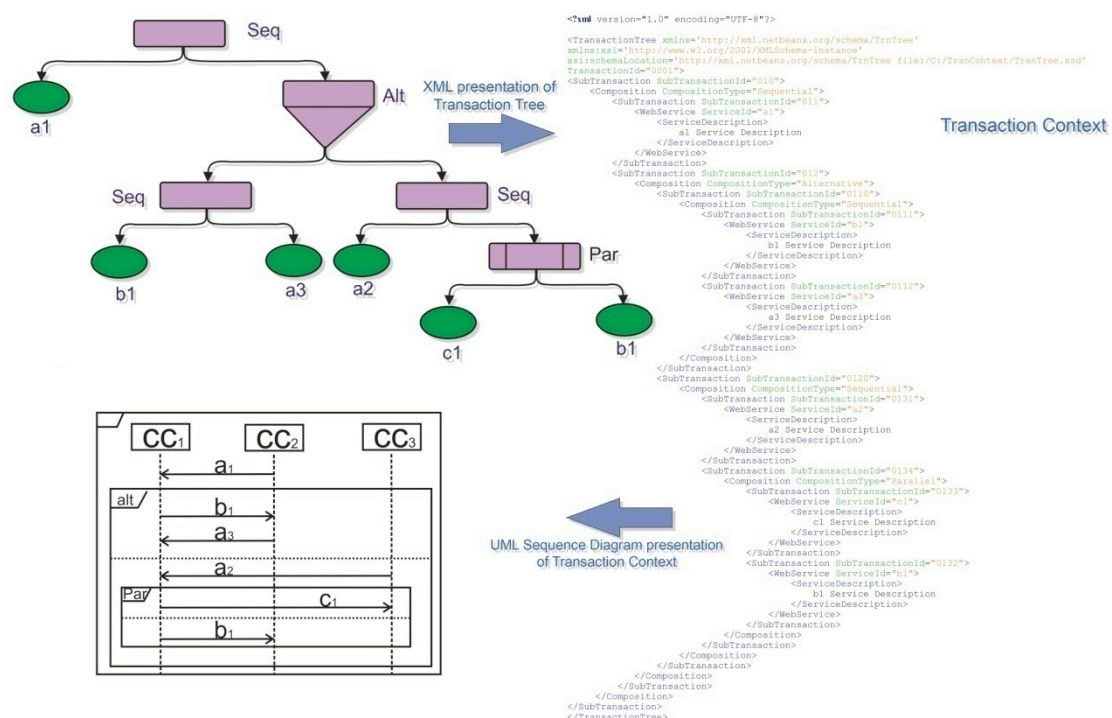 Seq
a1
Alt
Seq
Seq
b1
a3
a2
Par
c1
b1
XML presentation of
Transaction Tree
Transaction Context
CC1 CC2 CC3
a1
alt
b1
a3
a2
Par
c1
b1
UML Sequence Diagram presentation
of Transaction Context
<?xml version="1.0" encoding="UTF-8"?>
<TransactionTree xmlns='http://xml.netbeans.org/schema/TrnTree'
xmlns:xsi='http://www.w3.org/2001/XMLSchema-instance'
xsi:schemaLocation='http://xml.netbeans.org/schema/TrnTree file:/C:/TranContext/TranTree.xsd'
TransactionId="0001">
<SubTransaction SubTransactionId="010">
<Composition CompositionType="Sequential">
<SubTransaction SubTransactionId="011">
<WebService ServiceId="a1">
<ServiceDescription>
a1 Service Description
</ServiceDescription>
</WebService>
</SubTransaction>
<SubTransaction SubTransactionId="012">
<Composition CompositionType="Alternative">
<SubTransaction SubTransactionId="0110">
<Composition CompositionType="Sequential">
<SubTransaction SubTransactionId="0111">
<WebService ServiceId="b1">
<ServiceDescription>
b1 Service Description
</ServiceDescription>
</WebService>
</SubTransaction>
<SubTransaction SubTransactionId="0112">
<WebService ServiceId="a3">
<ServiceDescription>
a3 Service Description
</ServiceDescription>
</WebService>
</SubTransaction>
</Composition>
</SubTransaction>
<SubTransaction SubTransactionId="0120">
<Composition CompositionType="Sequential">
<SubTransaction SubTransactionId="0131">
<WebService ServiceId="a2">
<ServiceDescription>
a2 Service Description
</ServiceDescription>
</WebService>
</SubTransaction>
<SubTransaction SubTransactionId="0134">
<Composition CompositionType="Parallel">
<SubTransaction SubTransactionId="0133">
<WebService ServiceId="c1">
<ServiceDescription>
c1 Service Description
</ServiceDescription>
</WebService>
</SubTransaction>
<SubTransaction SubTransactionId="0132">
<WebService ServiceId="b1">
<ServiceDescription>
b1 Service Description
</ServiceDescription>
</WebService>
</SubTransaction>
</Composition>
</SubTransaction>
</Composition>
</SubTransaction>
</Composition>
</SubTransaction>
</Composition>
</SubTransaction>
</TransactionTree>